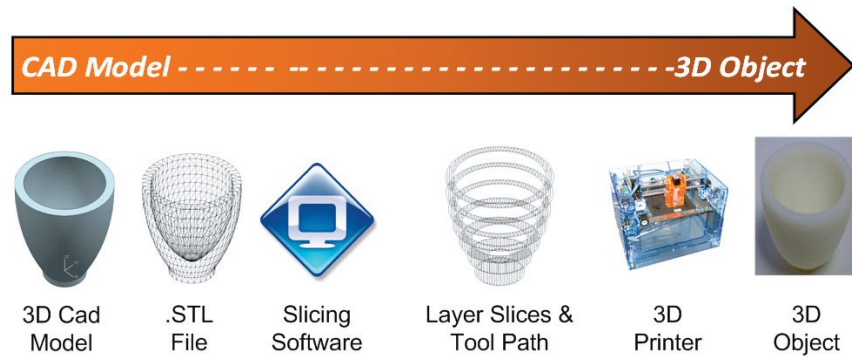 CAD Model - - - - - - -- - - - - - - - - - - - - - - - - - - - - - -3D Object
3D Cad Model
.STL File
Slicing Software
Layer Slices & Tool Path
3D Printer
3D Object